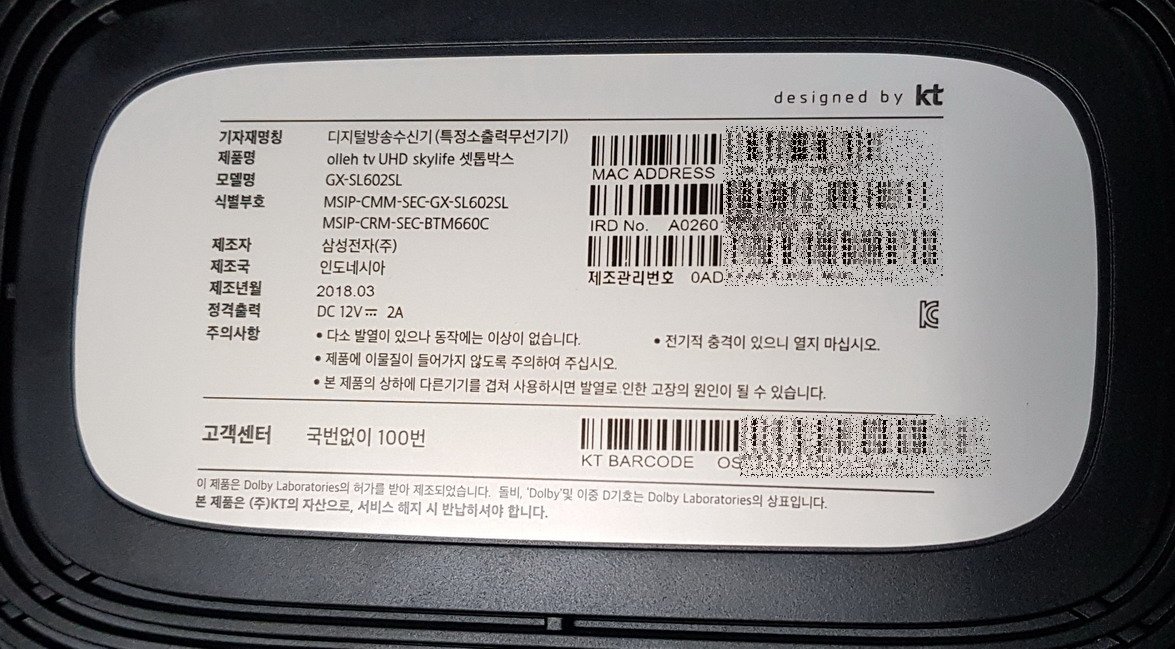 designed by kt
기자재명칭 디지털방송수신기(특정소출력무선기기)
제품명 olleh tv UHD skylife 셋톱박스
모델명 GX-SL602SL
식별부호 MSIP-CMM-SEC-GX-SL602SL
MSIP-CRM-SEC-BTM660C
제조자 삼성전자(주)
제조국 인도네시아
제조년월 2018.03
정격출력 DC 12V⎓ 2A
MAC ADDRESS
IRD No. A0260
제조관리번호 0AD
주의사항 • 다소 발열이 있으나 동작에는 이상이 없습니다. • 전기적 충격이 있으니 열지 마십시오.
• 제품에 이물질이 들어가지 않도록 주의하여 주십시오.
• 본 제품의 상하에 다른기기를 겹쳐 사용하시면 발열로 인한 고장의 원인이 될 수 있습니다.
고객센터 국번없이 100번
KT BARCODE OS
이 제품은 Dolby Laboratories의 허가를 받아 제조되었습니다. 돌비, 'Dolby'및 이중 D기호는 Dolby Laboratories의 상표입니다.
본 제품은 (주)KT의 자산으로, 서비스 해지 시 반납하셔야 합니다.